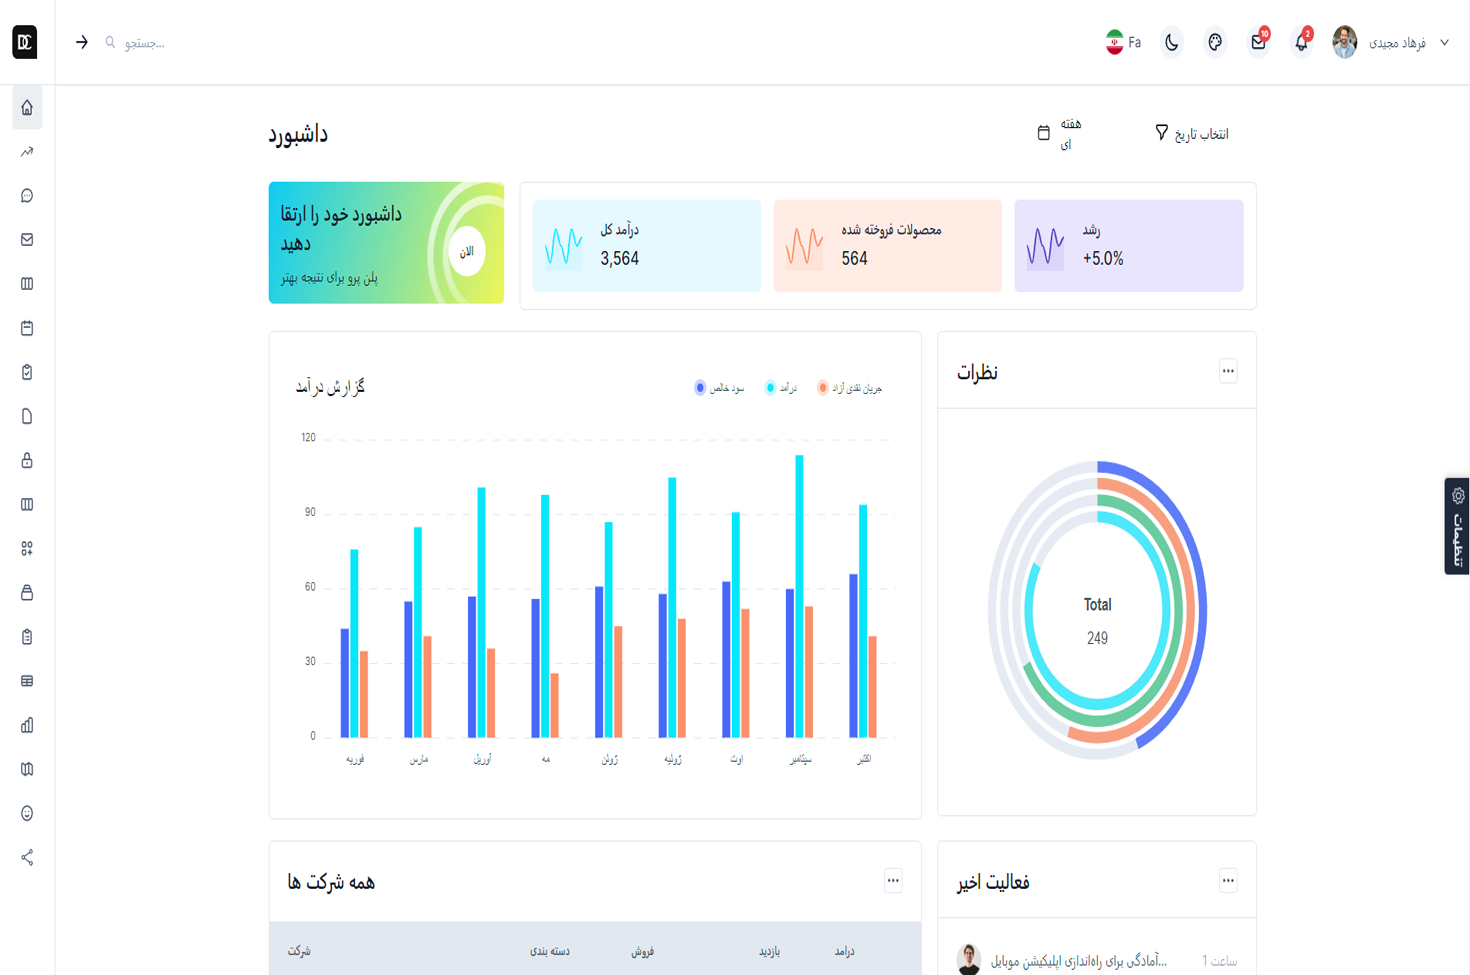 DC
جستجو...
Fa
10
2
فرهاد مجیدی
داشبورد
هفته
ای
انتخاب تاریخ
داشبورد خود را ارتقا
دهید
پلن پرو برای نتیجه بهتر
الان
درآمد کل
3,564
محصولات فروخته شده
564
رشد
+5.0%
گزارش درآمد
سود خالص
درآمد
جریان نقدی آزاد
120
90
60
30
0
فوریه
مارس
آوریل
مه
ژوئن
ژوئیه
اوت
سپتامبر
اکتبر
نظرات
Total
249
تنظیمات
همه شرکت ها
شرکت
دسته بندی
فروش
بازدید
درامد
فعالیت اخیر
آمادگی برای راه‌اندازی اپلیکیشن موبایل...
1 ساعت